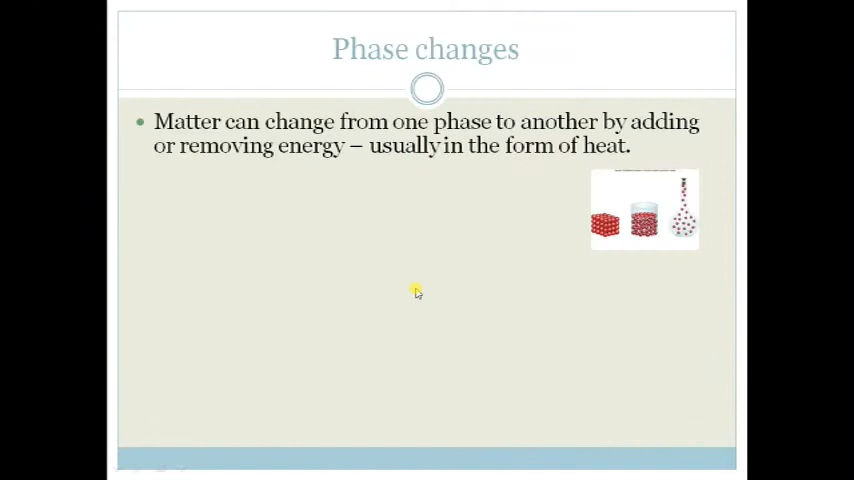 Phase changes
Matter can change from one phase to another by adding
or removing energy – usually in the form of heat.